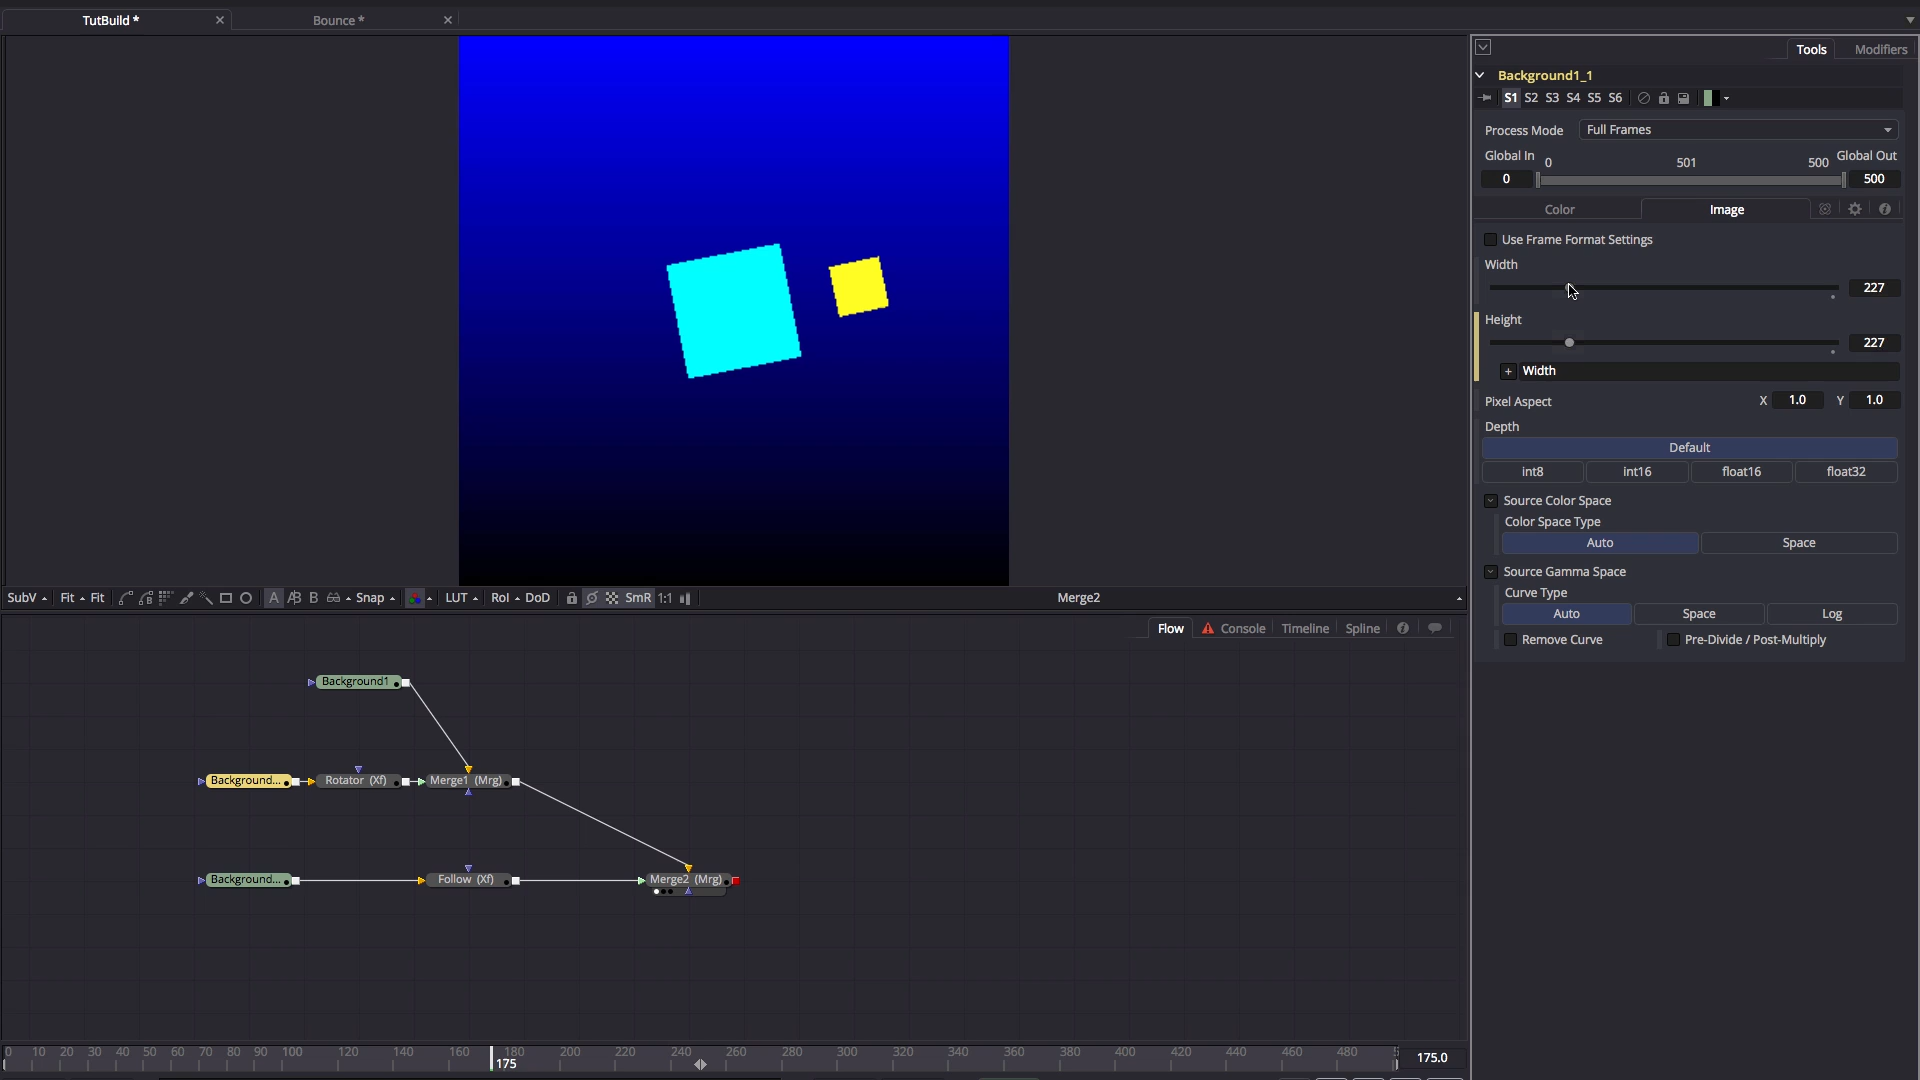 TutBuild *
Bounce *
Tools
Modifiers
Background1_1
S1 S2 S3 S4 S5 S6
Process Mode
Full Frames
Global In
0
501
500
Global Out
0
500
Color
Image
Use Frame Format Settings
Width
227
Height
227
+ Width
Pixel Aspect
X 1.0
Y 1.0
Depth
Default
int8
int16
float16
float32
Source Color Space
Color Space Type
Auto
Space
Source Gamma Space
Curve Type
Auto
Space
Log
Remove Curve
Pre-Divide / Post-Multiply
SubV
Fit
Fit
A
B
Snap
LUT
RoI
DoD
SmR
1:1
Merge2
Flow
Console
Timeline
Spline
Background1
Background...
Rotator (Xf)
Merge1 (Mrg)
Background...
Follow (Xf)
Merge2 (Mrg)
0 10 20 30 40 50 60 70 80 90 100 120 140 160 180 200 220 240 260 280 300 320 340 360 380 400 420 440 460 480
175
175.0